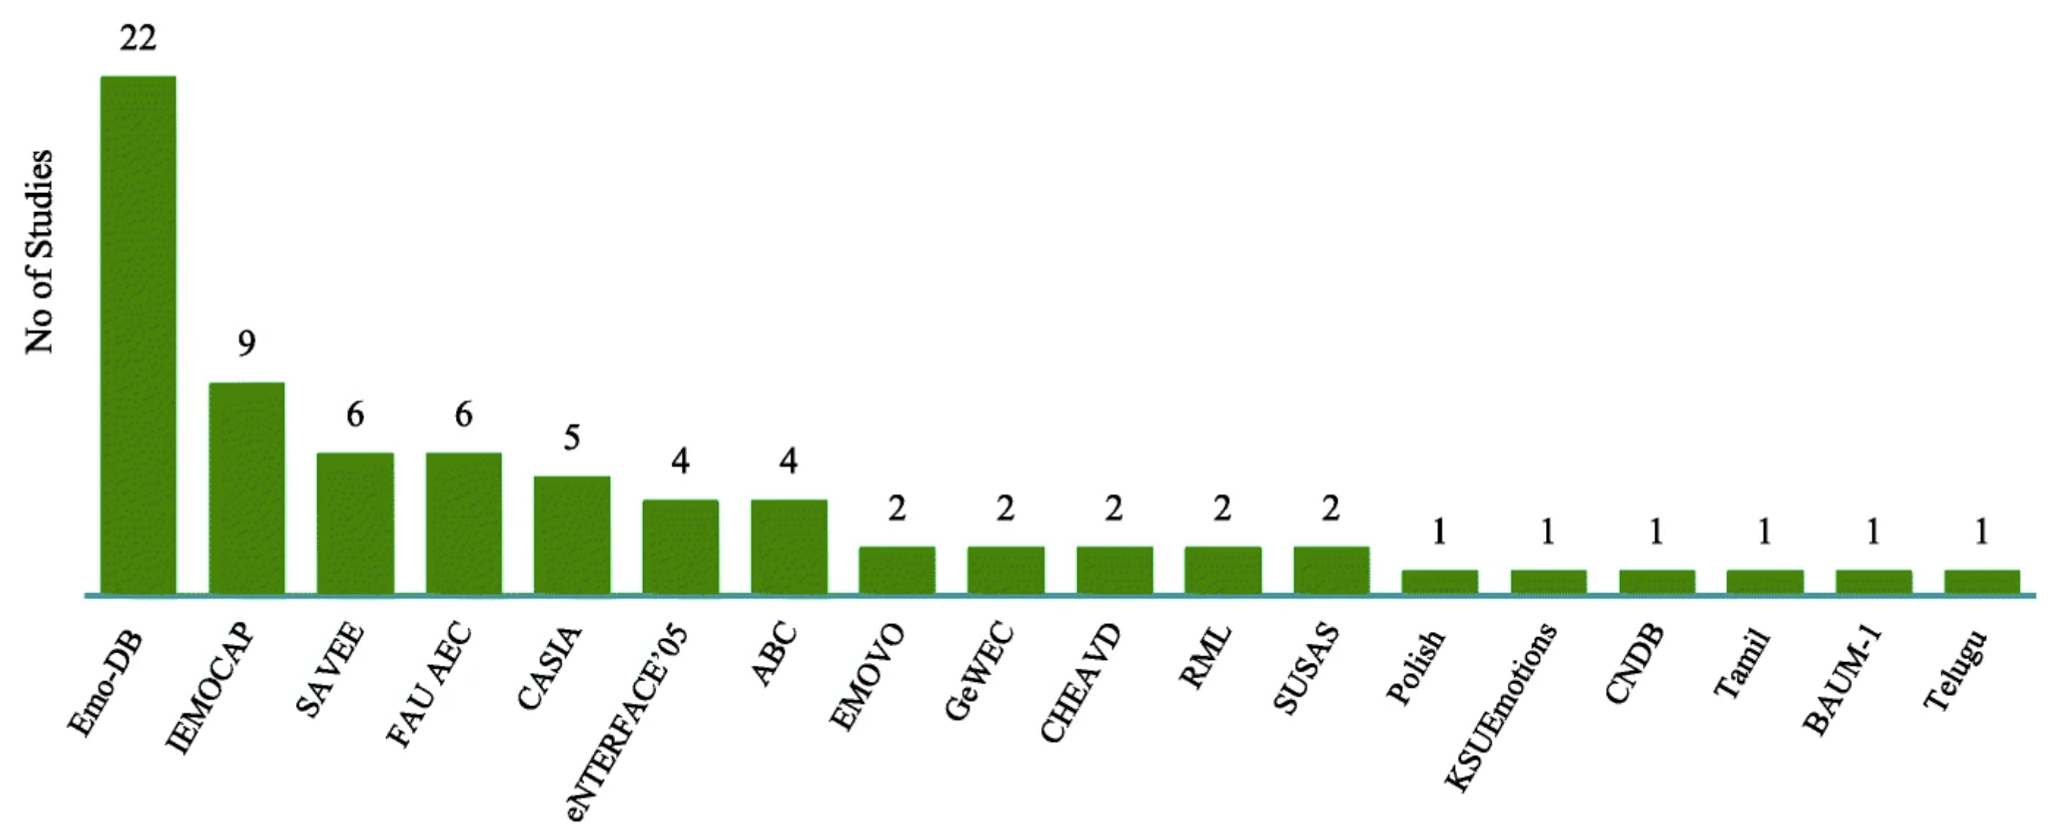 22
No of Studies
9
6
6
5
4
4
2
2
2
2
2
1
1
1
1
1
1
Emo-DB
IEMOCAP
SAVEE
FAU AEC
CASIA
eNTERFACE'05
ABC
EMOVO
GeWEC
CHEAVD
RML
SUSAS
Polish
KSUEmotions
CNDB
Tamil
BAUM-1
Telugu